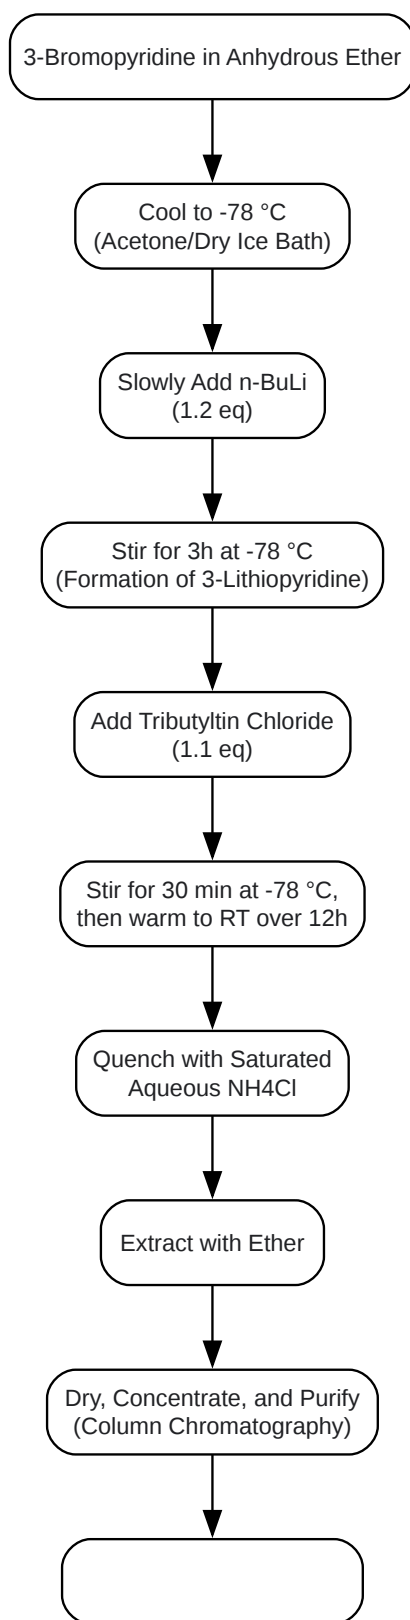 3-Bromopyridine in Anhydrous Ether
Cool to -78 °C
(Acetone/Dry Ice Bath)
Slowly Add n-BuLi
(1.2 eq)
Stir for 3h at -78 °C
(Formation of 3-Lithiopyridine)
Add Tributyltin Chloride
(1.1 eq)
Stir for 30 min at -78 °C,
then warm to RT over 12h
Quench with Saturated
Aqueous NH4Cl
Extract with Ether
Dry, Concentrate, and Purify
(Column Chromatography)